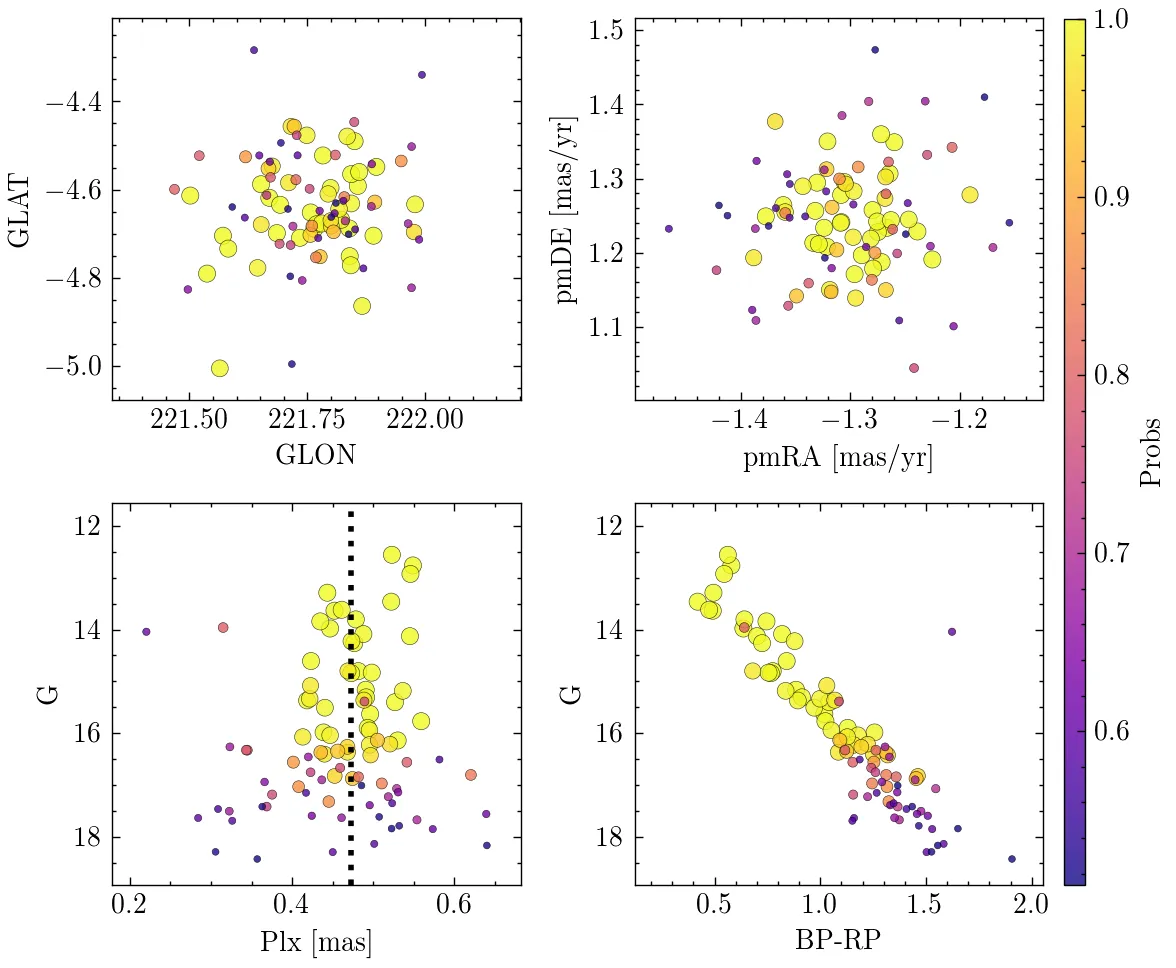 −4.4
−4.6
−4.8
−5.0
GLAT
221.50 221.75 222.00
GLON
1.5
1.4
1.3
1.2
1.1
pmDE [mas/yr]
−1.4 −1.3 −1.2
pmRA [mas/yr]
12
14
16
18
G
0.2 0.4 0.6
Plx [mas]
12
14
16
18
G
0.5 1.0 1.5 2.0
BP-RP
1.0
0.9
0.8
0.7
0.6
Probs